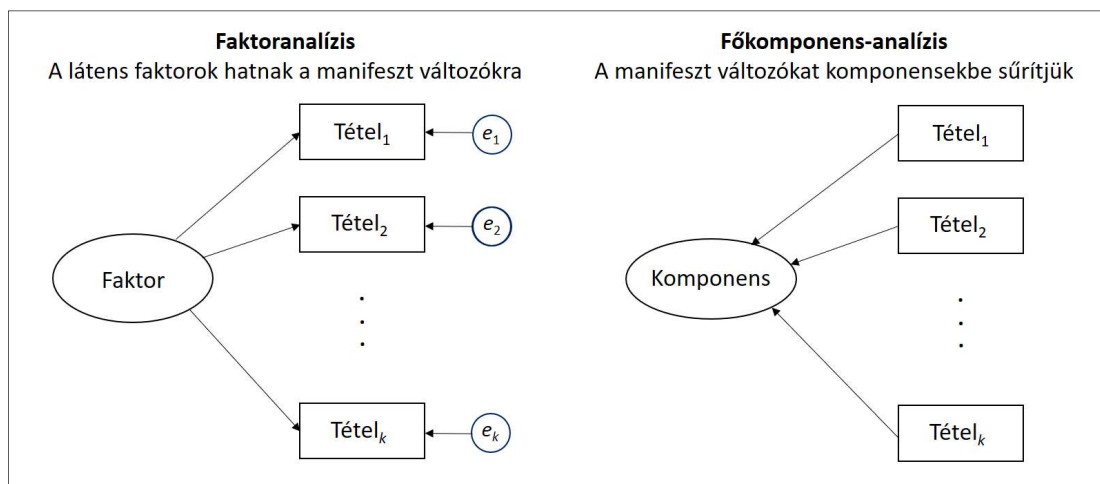 Faktoranalízis
A látens faktorok hatnak a manifeszt változókra
Tétel₁
e₁
Tétel₂
e₂
Faktor
Tételₖ
eₖ
Főkomponens-analízis
A manifeszt változókat komponensekbe sűrítjük
Tétel₁
Tétel₂
Komponens
Tételₖ